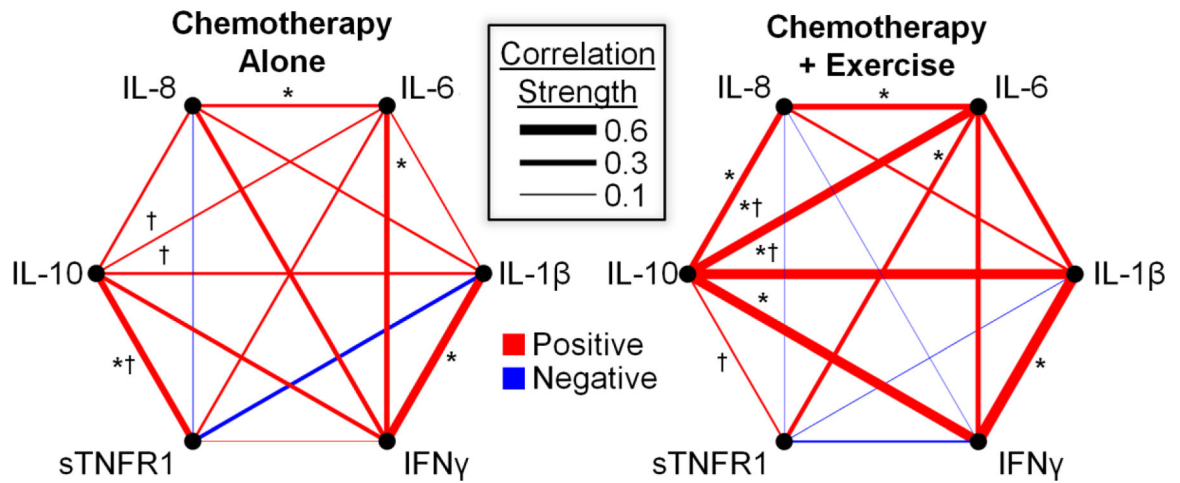 Chemotherapy
Alone
IL-8
IL-6
*
*
†
†
IL-10
IL-1β
*†
*
sTNFR1
IFNγ
Correlation
Strength
0.6
0.3
0.1
Positive
Negative
Chemotherapy
+ Exercise
IL-8
IL-6
*
*
*
*†
*†
IL-10
IL-1β
*
†
*
sTNFR1
IFNγ